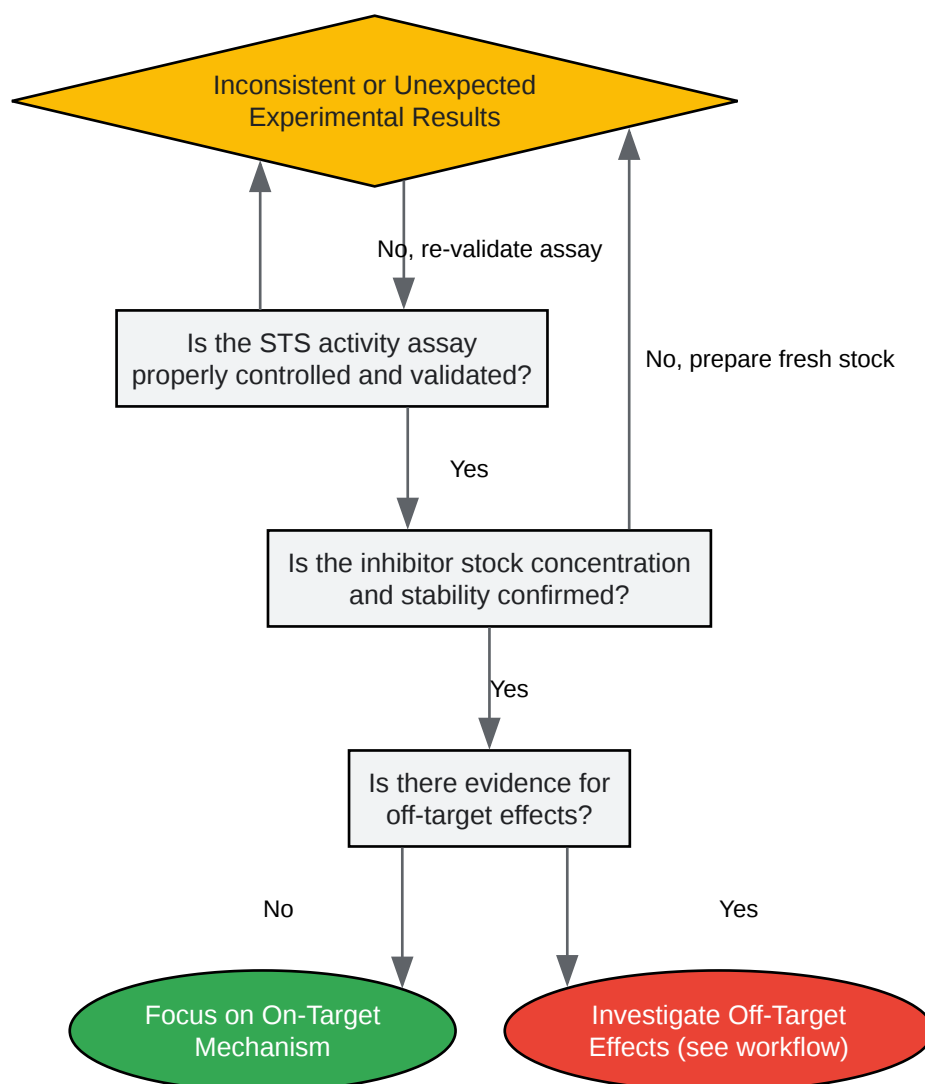 Inconsistent or Unexpected
Experimental Results
No, re-validate assay
Is the STS activity assay
properly controlled and validated?
No, prepare fresh stock
Yes
Is the inhibitor stock concentration
and stability confirmed?
Yes
Is there evidence for
off-target effects?
No
Yes
Focus on On-Target
Mechanism
Investigate Off-Target
Effects (see workflow)